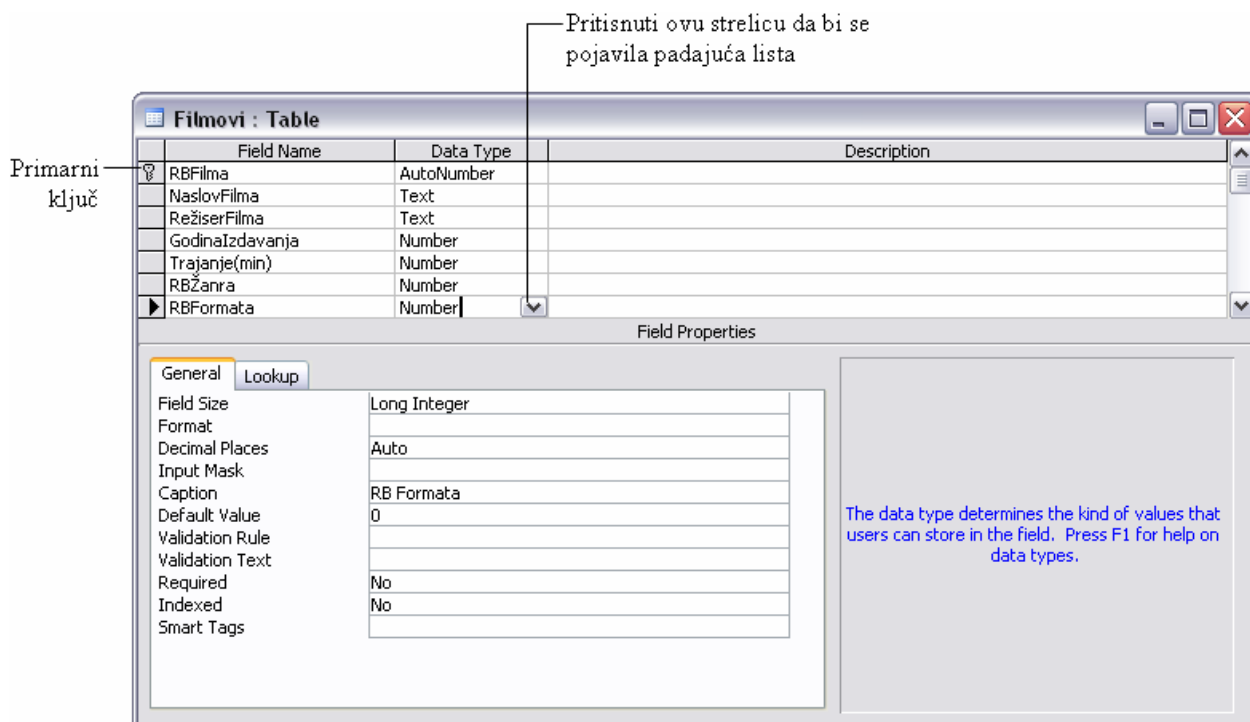 Pritisnuti ovu strelicu da bi se
pojavila padajuća lista
Filmovi : Table
Primarni
ključ
Field Name Data Type Description
RBFilma AutoNumber
NaslovFilma Text
RežiserFilma Text
GodinaIzdavanja Number
Trajanje(min) Number
RBŽanra Number
RBFormata Number
Field Properties
General Lookup
Field Size Long Integer
Format
Decimal Places Auto
Input Mask
Caption RB Formata
Default Value 0
Validation Rule
Validation Text
Required No
Indexed No
Smart Tags
The data type determines the kind of values that
users can store in the field. Press F1 for help on
data types.